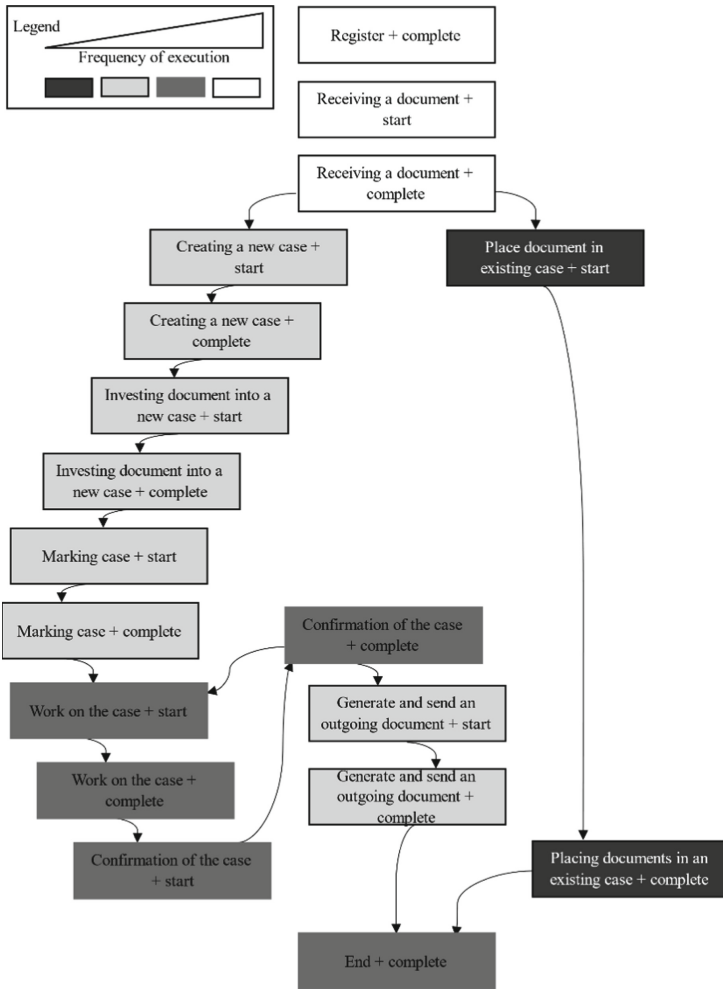 Legend
Frequency of execution
Register + complete
Receiving a document +
start
Receiving a document +
complete
Creating a new case +
start
Place document in
existing case + start
Creating a new case +
complete
Investing document into a
new case + start
Investing document into a
new case + complete
Marking case + start
Marking case + complete
Confirmation of the case
+ complete
Work on the case + start
Generate and send an
outgoing document + start
Work on the case +
complete
Generate and send an
outgoing document +
complete
Confirmation of the case
+ start
Placing documents in an
existing case + complete
End + complete